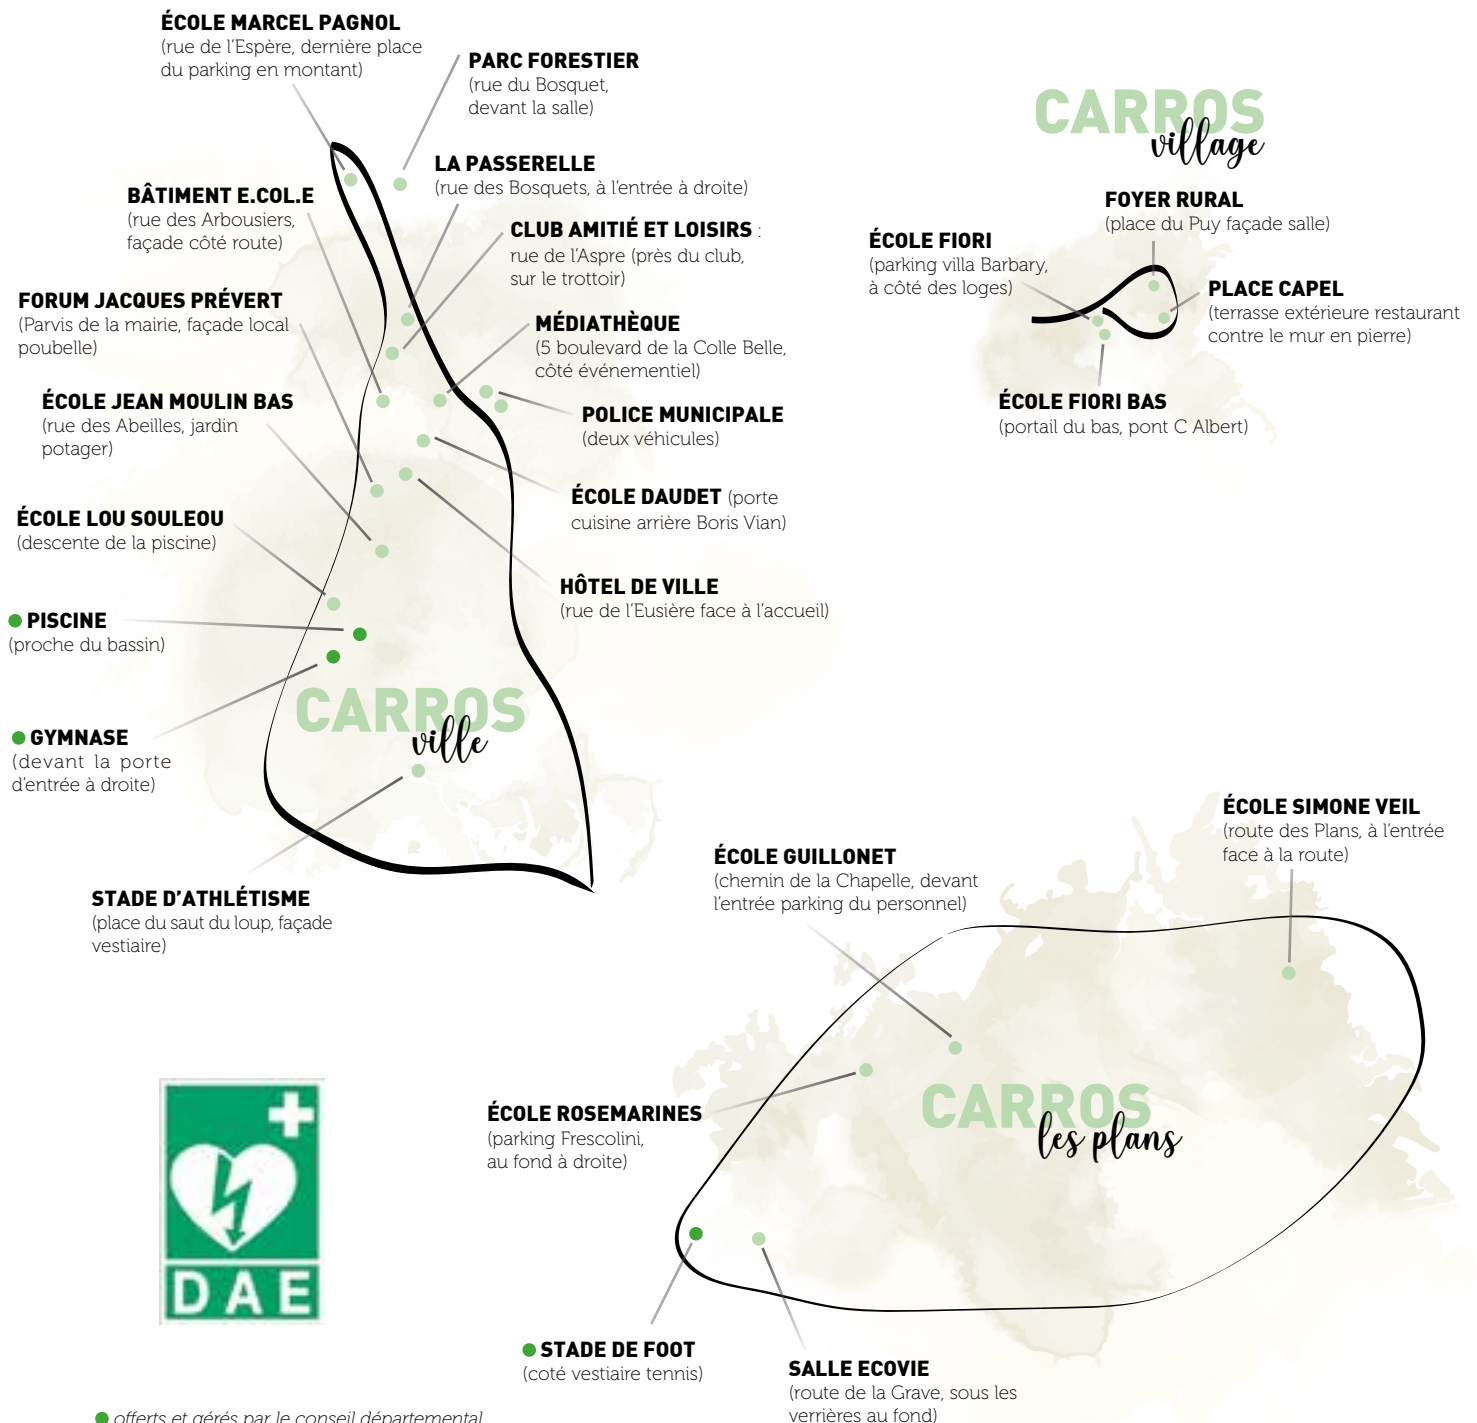 ÉCOLE MARCEL PAGNOL
(rue de l'Espère, dernière place
du parking en montant)
PARC FORESTIER
(rue du Bosquet,
devant la salle)
LA PASSERELLE
(rue des Bosquets, à l'entrée à droite)
BÂTIMENT E.COL.E
(rue des Arbousiers,
façade côté route)
CLUB AMITIÉ ET LOISIRS :
rue de l'Aspre (près du club,
sur le trottoir)
FORUM JACQUES PRÉVERT
(Parvis de la mairie, façade local
poubelle)
MÉDIATHÈQUE
(5 boulevard de la Colle Belle,
côté événementiel)
ÉCOLE JEAN MOULIN BAS
(rue des Abeilles, jardin
potager)
POLICE MUNICIPALE
(deux véhicules)
ÉCOLE DAUDET (porte
cuisine arrière Boris Vian)
ÉCOLE LOU SOULEOU
(descente de la piscine)
HÔTEL DE VILLE
(rue de l'Eusière face à l'accueil)
PISCINE
(proche du bassin)
GYMNASE
(devant la porte
d'entrée à droite)
CARROS
ville
STADE D'ATHLÉTISME
(place du saut du loup, façade
vestiaire)
CARROS
village
FOYER RURAL
(place du Puy façade salle)
ÉCOLE FIORI
(parking villa Barbary,
à côté des loges)
PLACE CAPEL
(terrasse extérieure restaurant
contre le mur en pierre)
ÉCOLE FIORI BAS
(portail du bas, pont C Albert)
ÉCOLE SIMONE VEIL
(route des Plans, à l'entrée
face à la route)
ÉCOLE GUILLONET
(chemin de la Chapelle, devant
l'entrée parking du personnel)
CARROS
les plans
ÉCOLE ROSEMARINES
(parking Frescolini,
au fond à droite)
STADE DE FOOT
(coté vestiaire tennis)
SALLE ECOVIE
(route de la Grave, sous les
verrières au fond)
DAE
offerts et gérés par le conseil départemental